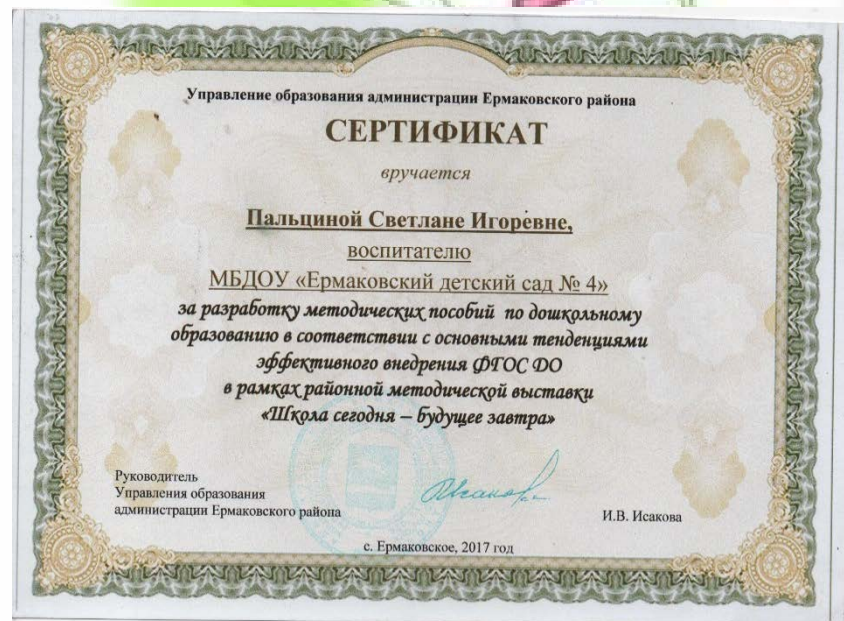 Управление образования администрации Ермаковского района
СЕРТИФИКАТ
вручается
Пальциной Светлане Игоревне,
воспитателю
МБДОУ «Ермаковский детский сад № 4»
за разработку методических пособий по дошкольному
образованию в соответствии с основными тенденциями
эффективного внедрения ФГОС ДО
в рамках районной методической выставки
«Школа сегодня – будущее завтра»
Руководитель
Управления образования
администрации Ермаковского района
И.В. Исакова
с. Ермаковское, 2017 год